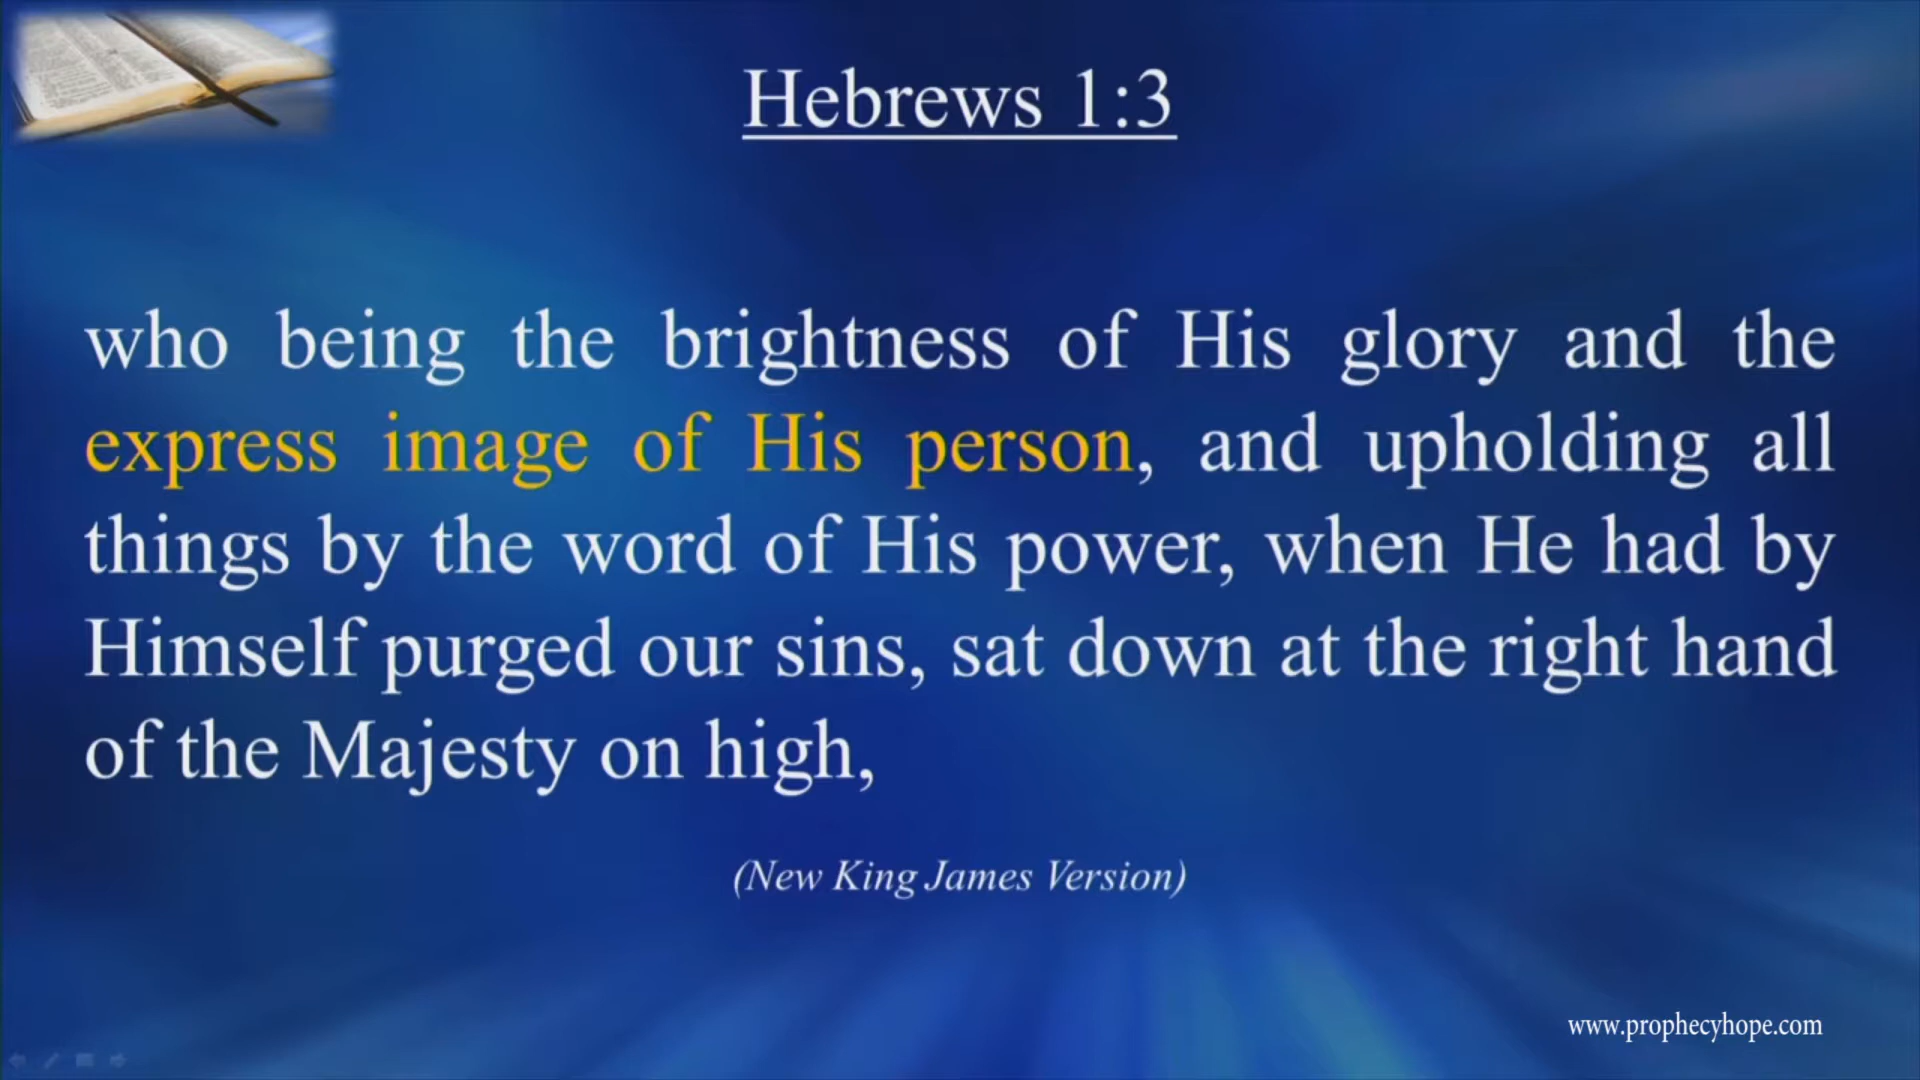 Hebrews 1:3
who being the brightness of His glory and the
express image of His person, and upholding all
things by the word of His power, when He had by
Himself purged our sins, sat down at the right hand
of the Majesty on high,
(New King James Version)
www.prophecyhope.com